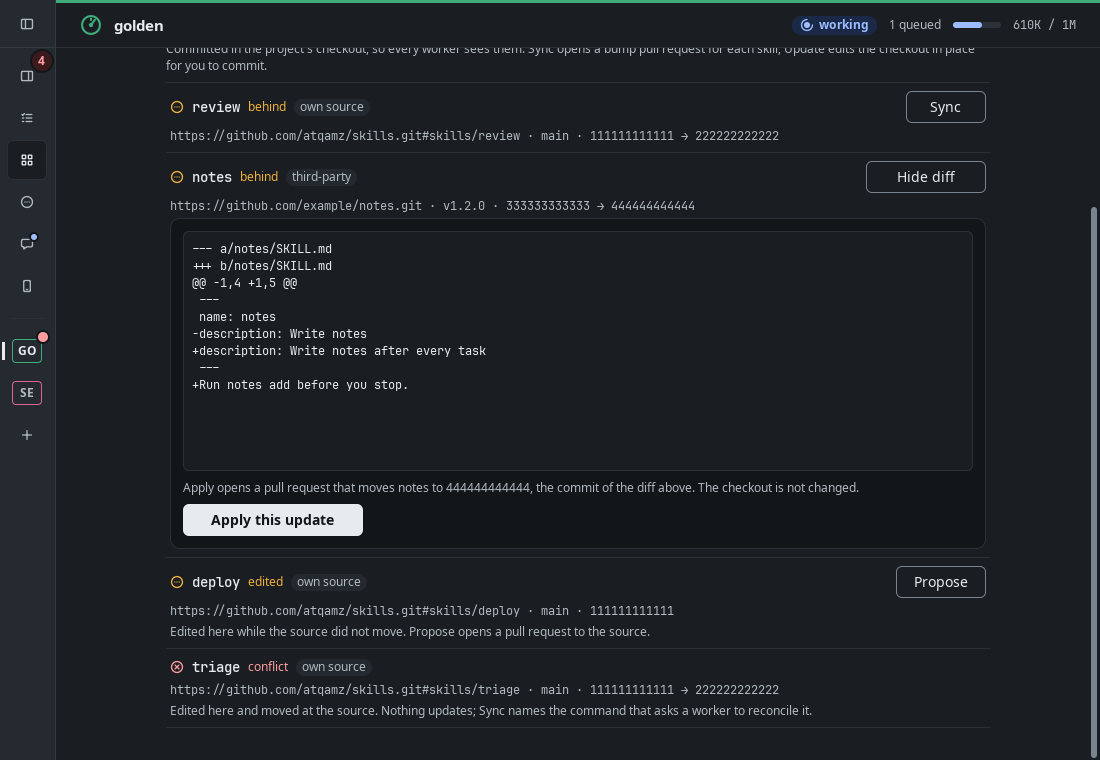 golden
working
1 queued
610K / 1M
4
Committed in the project's checkout, so every worker sees them. Sync opens a bump pull request for each skill; Update edits the checkout in place
for you to commit.
review behind own source
Sync
https://github.com/atqamz/skills.git#skills/review · main · 111111111111 → 222222222222
notes behind third-party
Hide diff
https://github.com/example/notes.git · v1.2.0 · 333333333333 → 444444444444
--- a/notes/SKILL.md
+++ b/notes/SKILL.md
@@ -1,4 +1,5 @@
---
name: notes
-description: Write notes
+description: Write notes after every task
---
+Run notes add before you stop.
Apply opens a pull request that moves notes to 444444444444, the commit of the diff above. The checkout is not changed.
Apply this update
GO
SE
deploy edited own source
Propose
https://github.com/atqamz/skills.git#skills/deploy · main · 111111111111
Edited here while the source did not move. Propose opens a pull request to the source.
triage conflict own source
https://github.com/atqamz/skills.git#skills/triage · main · 111111111111 → 222222222222
Edited here and moved at the source. Nothing updates; Sync names the command that asks a worker to reconcile it.